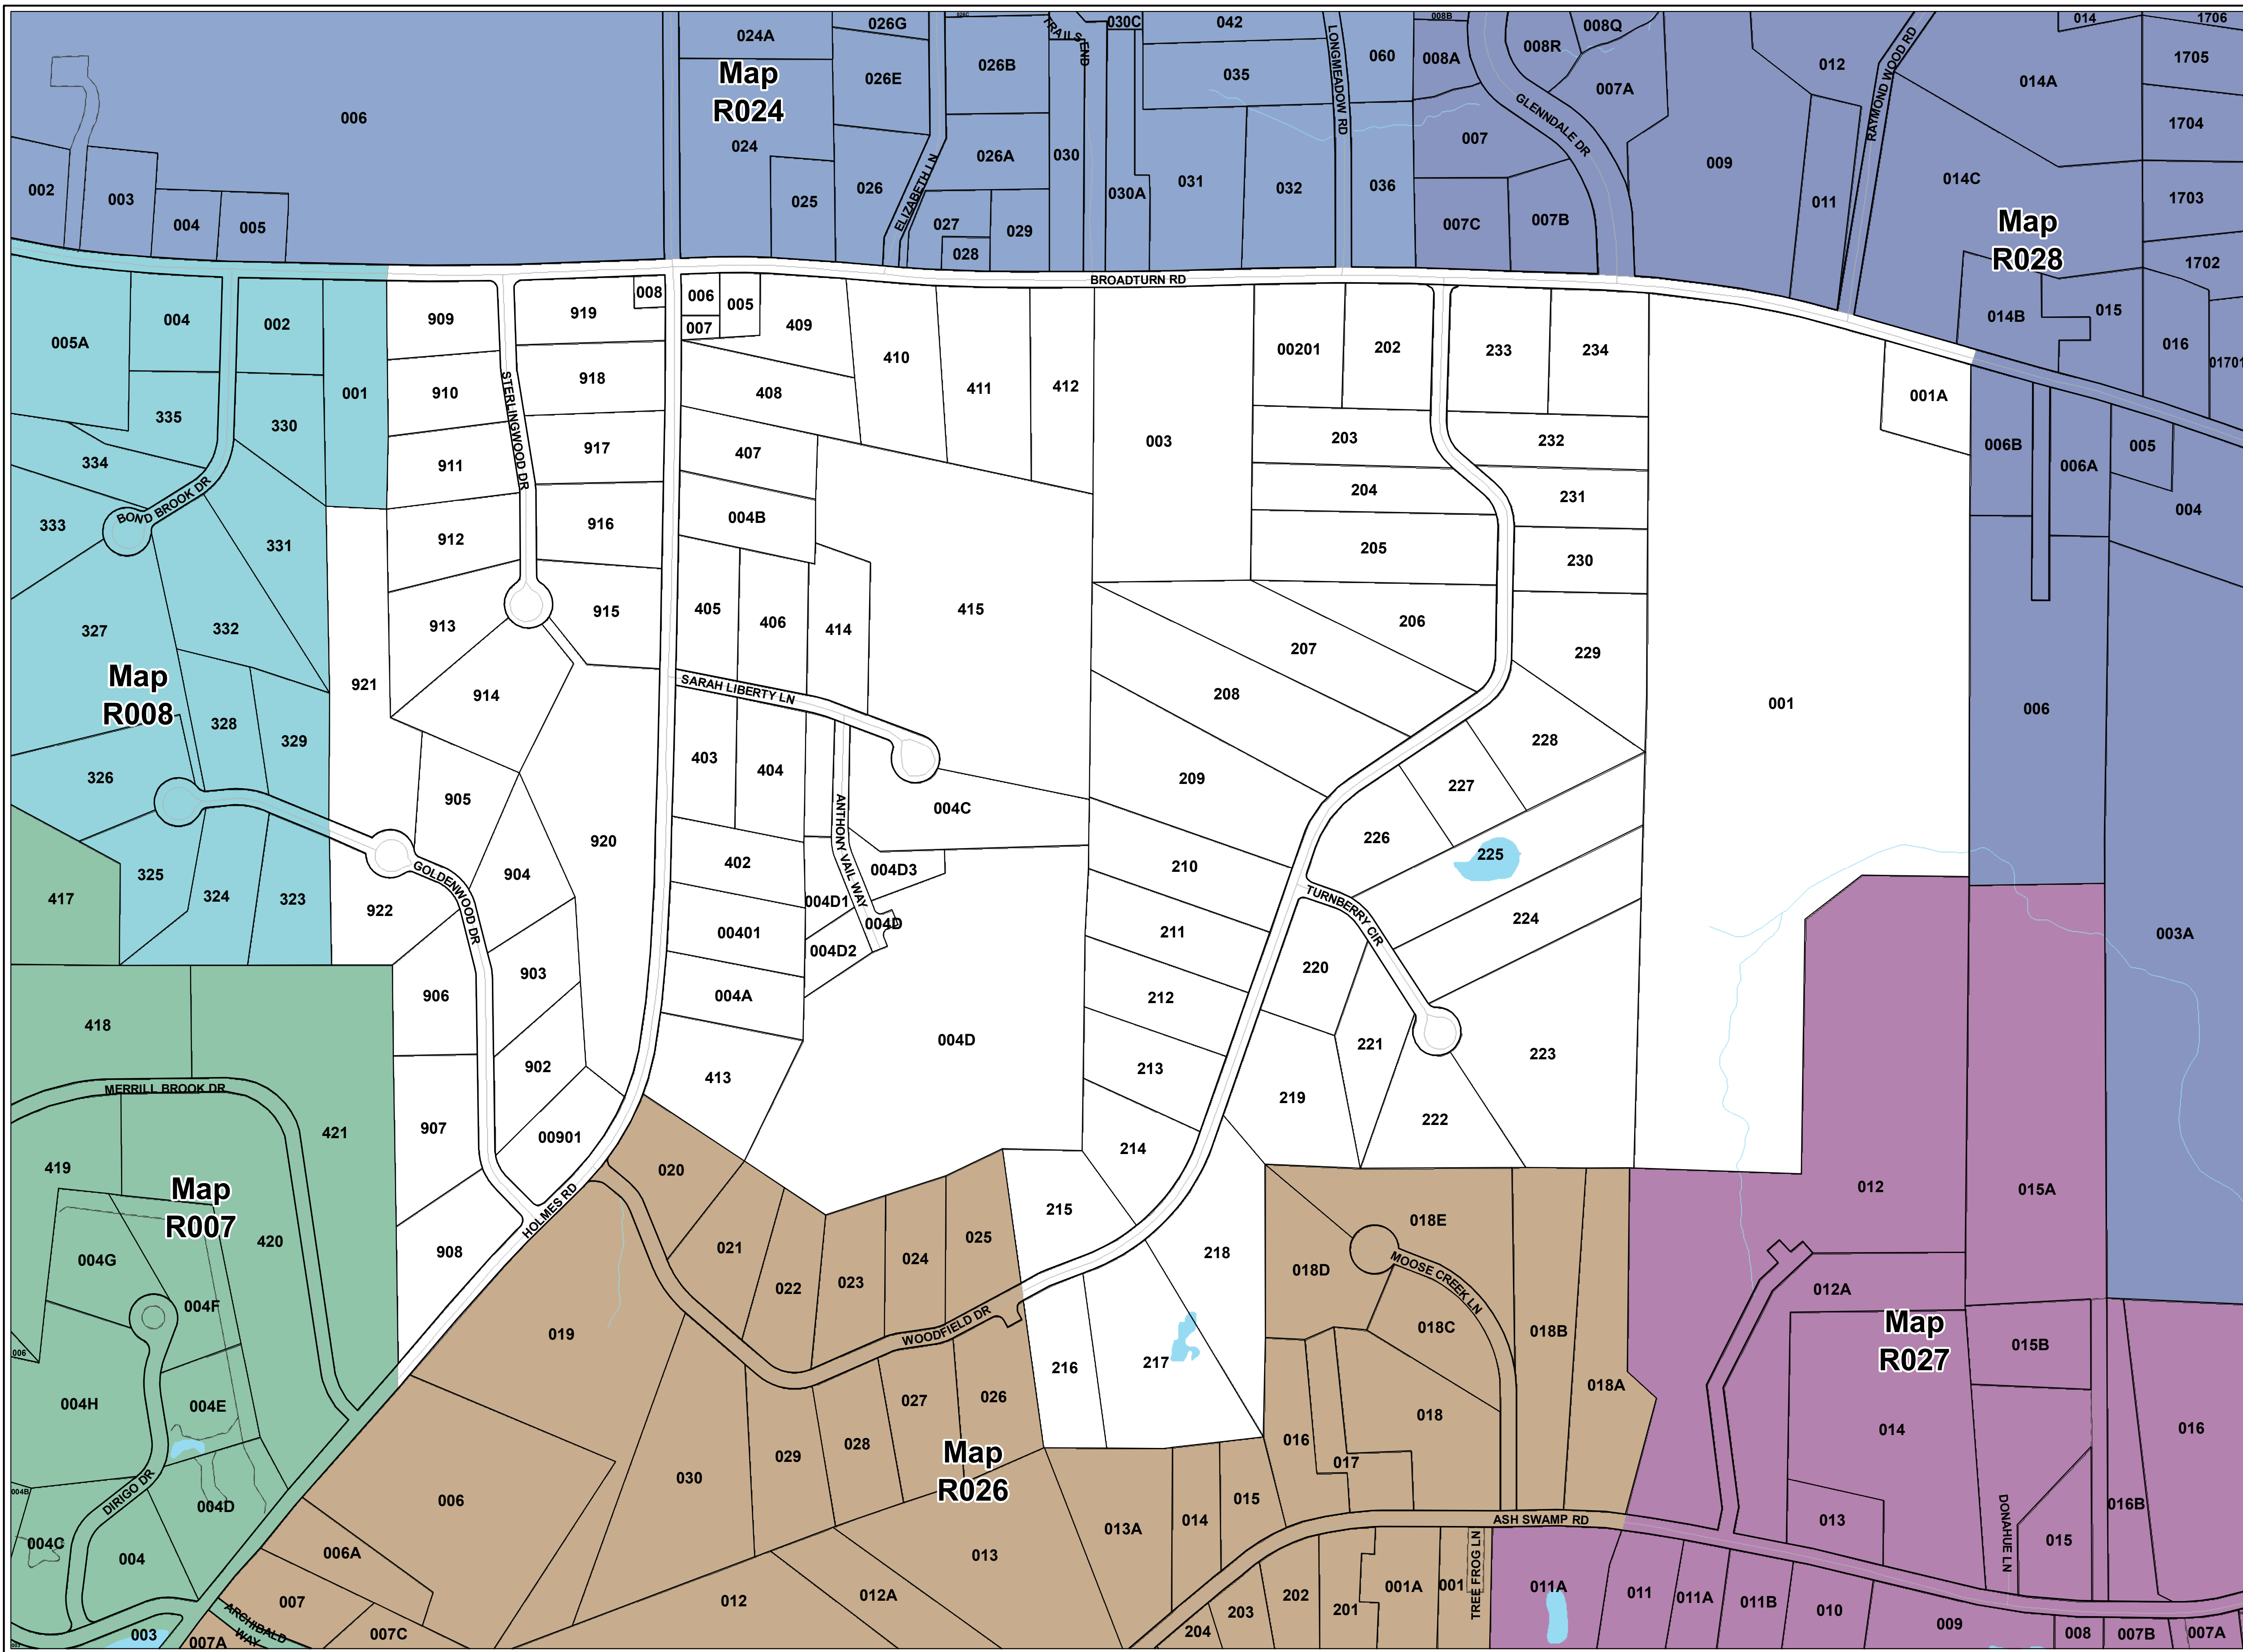 026G
026C
030C
042
008B
008Q
014
1706
024A
026E
026B
TRAILS END
035
LONGMEADOW RD
060
008A
008R
007A
012
RAYMOND WOOD RD
014A
1705
Map
R024
006
024
026A
030
GLENNDALE DR
007
009
1704
002
003
004
005
025
026
ELIZABETH LN
027
028
029
030A
031
032
036
007C
007B
011
014C
1703
Map
R028
1702
BROADTURN RD
005A
004
002
001
909
919
008
006
007
005
409
410
411
412
003
00201
202
233
234
014B
015
016
01701
001A
335
330
910
STERLINGWOOD DR
918
408
203
232
334
911
917
407
204
231
006B
006A
005
004
333
BOND BROOK DR
331
912
916
004B
205
230
327
332
913
915
405
406
414
415
206
207
229
Map
R008
921
914
SARAH LIBERTY LN
208
001
006
328
329
228
326
905
920
403
404
ANTHONY VAIL WAY
004C
209
227
226
325
324
323
417
922
GOLDENWOOD DR
904
402
004D3
004D1
004D
004D2
210
225
TURNBERRY CIR
224
00401
211
003A
903
906
004A
212
220
418
902
413
004D
213
221
223
MERRILL BROOK DR
421
907
00901
214
219
222
419
Map
R007
420
HOLMES RD
020
012
015A
004G
908
021
025
215
218
018E
018D
MOOSE CREEK LN
004F
022
023
024
012A
019
WOODFIELD DR
018C
018B
Map
R027
015B
006
004H
004E
216
217
027
026
018A
018
014
016
030
029
028
Map
R026
016
017
004B
DIRIGO DR
004D
006
015
014
013A
ASH SWAMP RD
013
DONAHUE LN
015
016B
004C
004
006A
013
012A
012
007
ARCHIBALD
WAY
003
007A
007C
204
203
202
201
001A
001
TREE FROG LN
011A
011
011A
011B
010
009
008
007B
007A